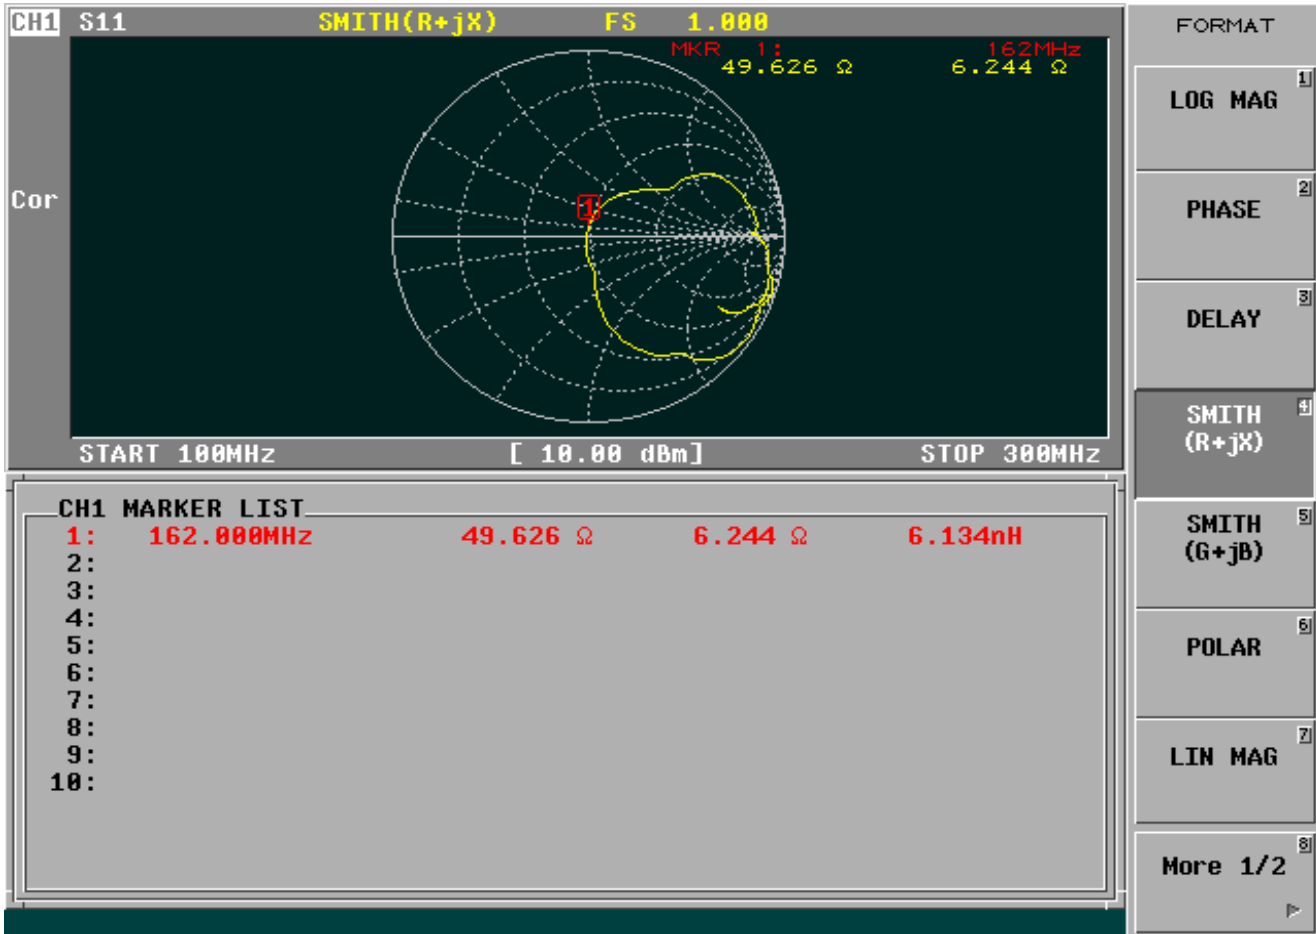 CH1 S11 SMITH(R+jX) FS 1.000
MKR 1: 162MHz
49.626 Ω 6.244 Ω
1
Cor
START 100MHz [ 10.00 dBm] STOP 300MHz
CH1 MARKER LIST
1: 162.000MHz 49.626 Ω 6.244 Ω 6.134nH
2:
3:
4:
5:
6:
7:
8:
9:
10:
FORMAT
1
LOG MAG
2
PHASE
3
DELAY
4
SMITH
(R+jX)
5
SMITH
(G+jB)
6
POLAR
7
LIN MAG
8
More 1/2